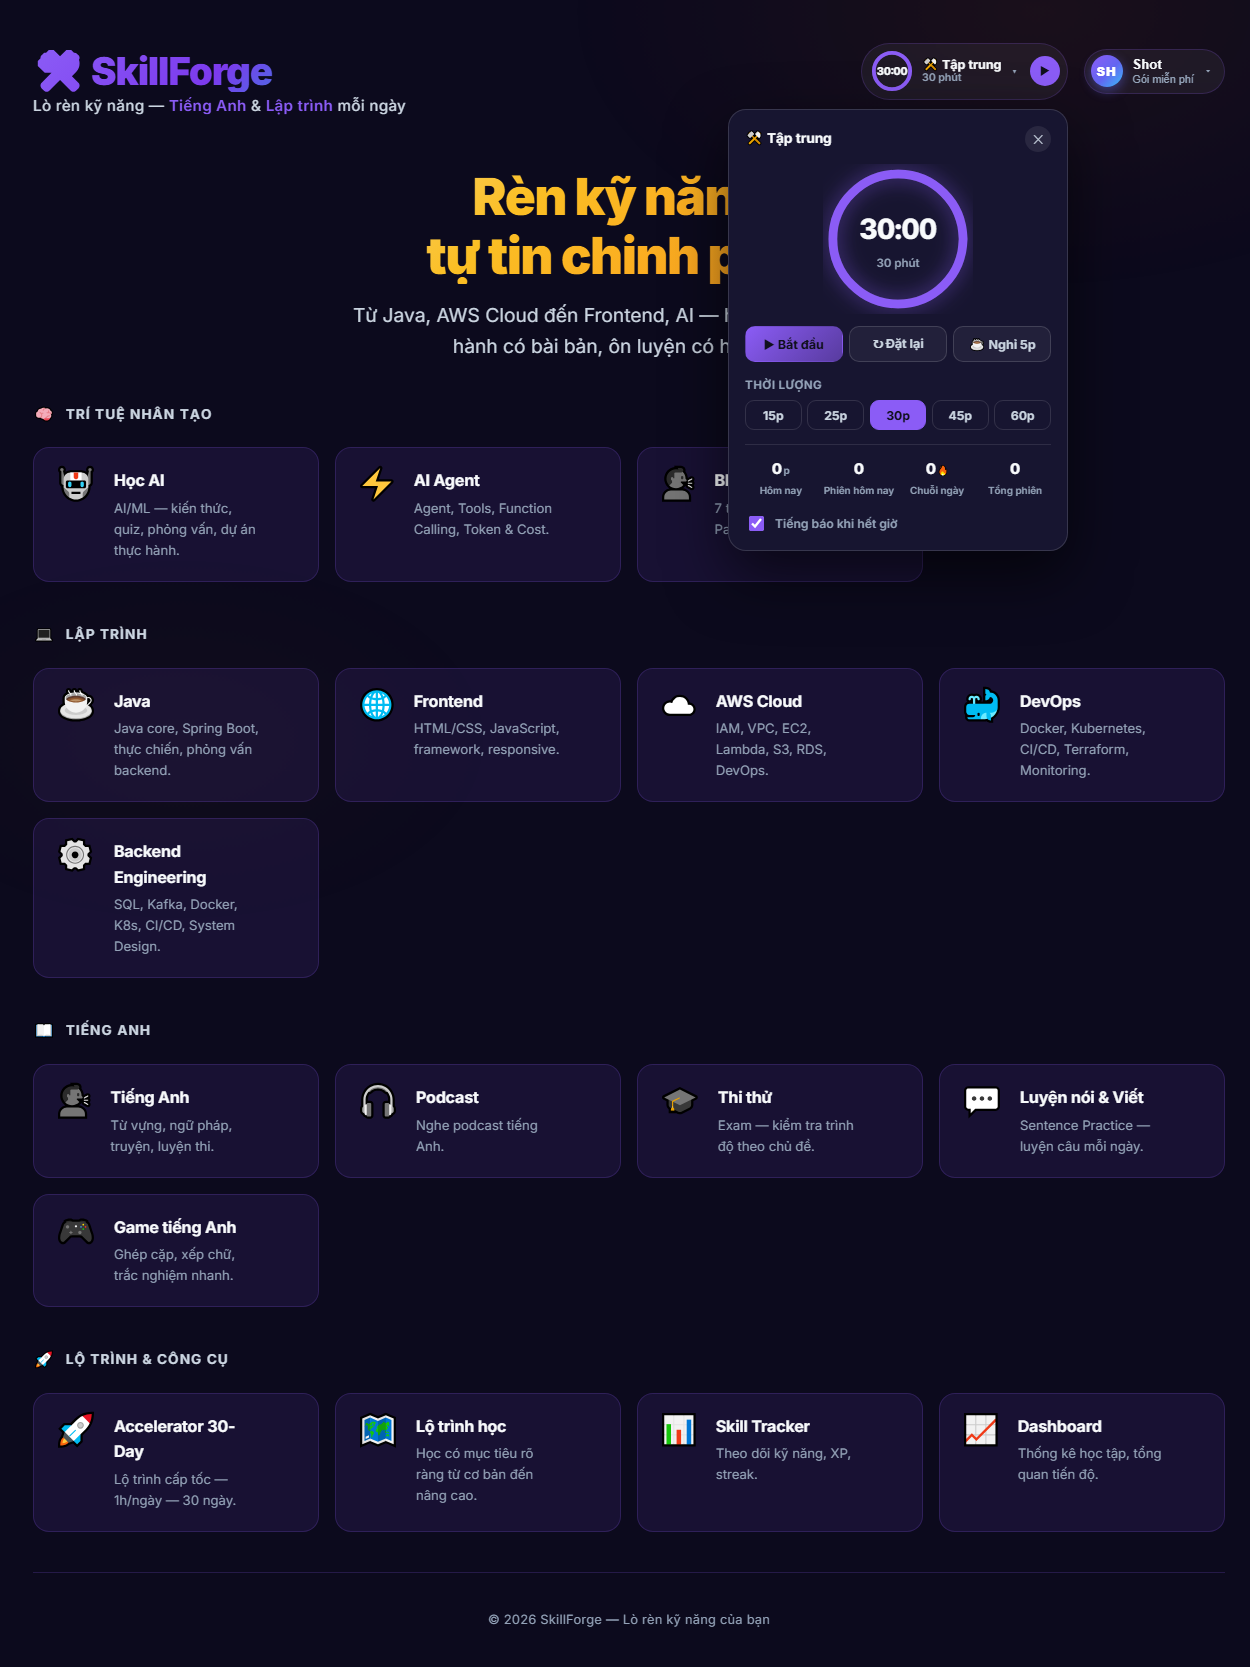 SkillForge
Lò rèn kỹ năng — Tiếng Anh & Lập trình mỗi ngày
30:00
Tập trung
30 phút
SH
Shot
Gói miễn phí
Tập trung
30:00
30 phút
Bắt đầu
Đặt lại
Nghỉ 5p
THỜI LƯỢNG
15p
25p
30p
45p
60p
0 p
Hôm nay
0
Phiên hôm nay
0
Chuỗi ngày
0
Tổng phiên
Tiếng báo khi hết giờ
Rèn kỹ năn
tự tin chinh p
Từ Java, AWS Cloud đến Frontend, AI —
hành có bài bản, ôn luyện có h
TRÍ TUỆ NHÂN TẠO
Học AI
AI/ML — kiến thức,
quiz, phỏng vấn, dự án
thực hành.
AI Agent
Agent, Tools, Function
Calling, Token & Cost.
7
Pa
LẬP TRÌNH
Java
Java core, Spring Boot,
thực chiến, phỏng vấn
backend.
Frontend
HTML/CSS, JavaScript,
framework, responsive.
AWS Cloud
IAM, VPC, EC2,
Lambda, S3, RDS,
DevOps.
DevOps
Docker, Kubernetes,
CI/CD, Terraform,
Monitoring.
Backend
Engineering
SQL, Kafka, Docker,
K8s, CI/CD, System
Design.
TIẾNG ANH
Tiếng Anh
Từ vựng, ngữ pháp,
truyện, luyện thi.
Podcast
Nghe podcast tiếng
Anh.
Thi thử
Exam — kiểm tra trình
độ theo chủ đề.
Luyện nói & Viết
Sentence Practice —
luyện câu mỗi ngày.
Game tiếng Anh
Ghép cặp, xếp chữ,
trắc nghiệm nhanh.
LỘ TRÌNH & CÔNG CỤ
Accelerator 30-
Day
Lộ trình cấp tốc —
1h/ngày — 30 ngày.
Lộ trình học
Học có mục tiêu rõ
ràng từ cơ bản đến
nâng cao.
Skill Tracker
Theo dõi kỹ năng, XP,
streak.
Dashboard
Thống kê học tập, tổng
quan tiến độ.
© 2026 SkillForge — Lò rèn kỹ năng của bạn